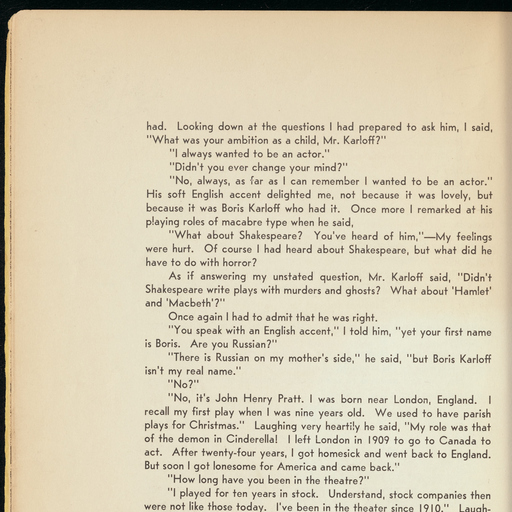 had. Looking down at the questions I had prepared to ask him, I said,
"What was your ambition as a child, Mr. Karloff?"
"I always wanted to be an actor."
"Didn't you ever change your mind?"
"No, always, as far as I can remember I wanted to be an actor."
His soft English accent delighted me, not because it was lovely, but
because it was Boris Karloff who had it. Once more I remarked at his
playing roles of macabre type when he said,
"What about Shakespeare? You've heard of him,"—My feelings
were hurt. Of course I had heard about Shakespeare, but what did he
have to do with horror?
As if answering my unstated question, Mr. Karloff said, "Didn't
Shakespeare write plays with murders and ghosts? What about 'Hamlet'
and 'Macbeth'?"
Once again I had to admit that he was right.
"You speak with an English accent," I told him, "yet your first name
is Boris. Are you Russian?"
"There is Russian on my mother's side," he said, "but Boris Karloff
isn't my real name."
"No?"
"No, it's John Henry Pratt. I was born near London, England. I
recall my first play when I was nine years old. We used to have parish
plays for Christmas." Laughing very heartily he said, "My role was that
of the demon in Cinderella! I left London in 1909 to go to Canada to
act. After twenty-four years, I got homesick and went back to England.
But soon I got lonesome for America and came back."
"How long have you been in the theatre?"
"I played for ten years in stock. Understand, stock companies then
were not like those today. I've been in the theater since 1910." Laugh-